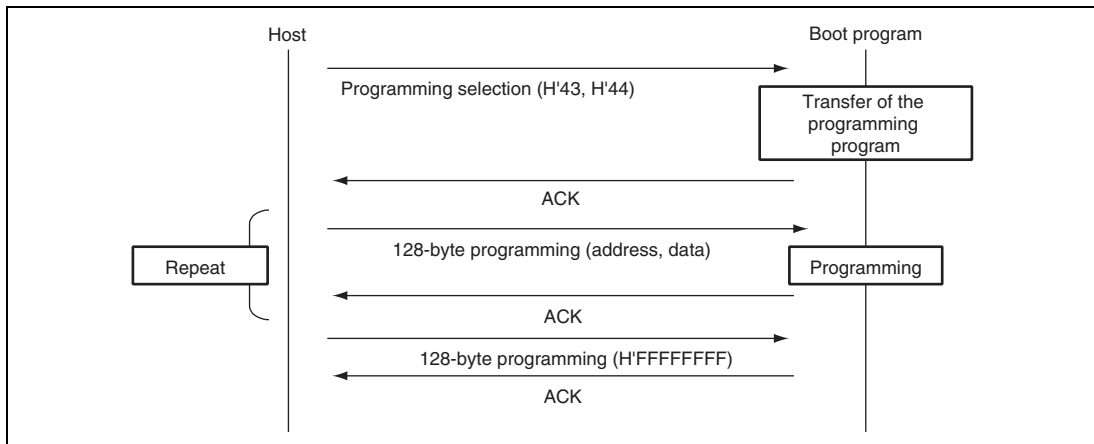 Host
Boot program
Programming selection (H'43, H'44)
Transfer of the
programming
program
ACK
128-byte programming (address, data)
Repeat
Programming
ACK
128-byte programming (H'FFFFFFFF)
ACK